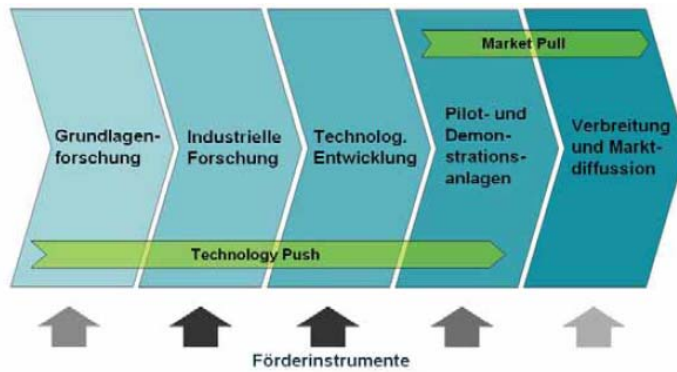 Market Pull
Grundlagen-
forschung
Industrielle
Forschung
Technolog.
Entwicklung
Pilot- und
Demon-
strations-
anlagen
Verbreitung
und Markt-
diffussion
Technology Push
Förderinstrumente